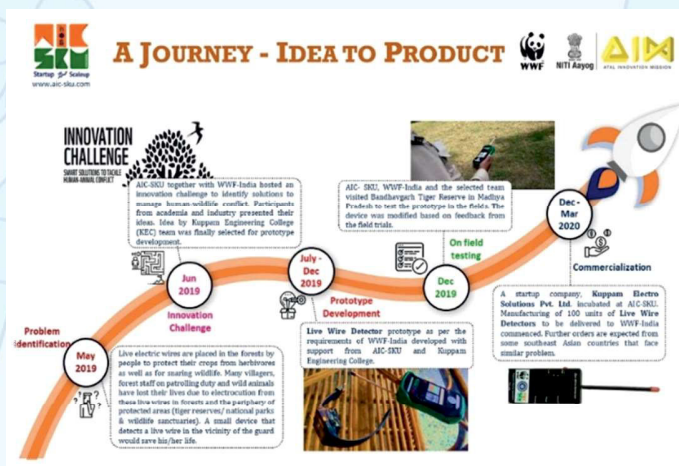 AIC
SKU
Startup for Scaleup
www.aic-sku.com
A JOURNEY - IDEA TO PRODUCT
WWF
NITI Aayog
AIM
ATAL INNOVATION MISSION
INNOVATION
CHALLENGE
SMART SOLUTIONS TO TACKLE
HUMAN-ANIMAL CONFLICT
AIC-SKU together with WWF-India hosted an
innovation challenge to identify solutions to
manage human-wildlife conflict. Participants
from academia and industry presented their
ideas. Idea by Kuppam Engineering College
(KEC) team was finally selected for prototype
development.
AIC- SKU, WWF-India and the selected team
visited Bandhavgarh Tiger Reserve in Madhya
Pradesh to test the prototype in the fields. The
device was modified based on feedback from
the field trials.
Problem
Identification
May
2019
Live electric wires are placed in the forests by
people to protect their crops from herbivores
as well as for snaring wildlife. Many villagers,
forest staff on patrolling duty and wild animals
have lost their lives due to electrocution from
these live wires in forests and the periphery of
protected areas (tiger reserves/ national parks
& wildlife sanctuaries). A small device that
detects a live wire in the vicinity of the guard
would save his/her life.
Jun
2019
Innovation
Challenge
July -
Dec
2019
Prototype
Development
Live Wire Detector prototype as per the
requirements of WWF-India developed with
support from AIC-SKU and Kuppam
Engineering College.
On field
testing
Dec
2019
Dec -
Mar
2020
Commercialization
A startup company, Kuppam Electro
Solutions Pvt. Ltd. incubated at AIC-SKU.
Manufacturing of 100 units of Live Wire
Detectors to be delivered to WWF-India
commenced. Further orders are expected from
some southeast Asian countries that face
similar problem.